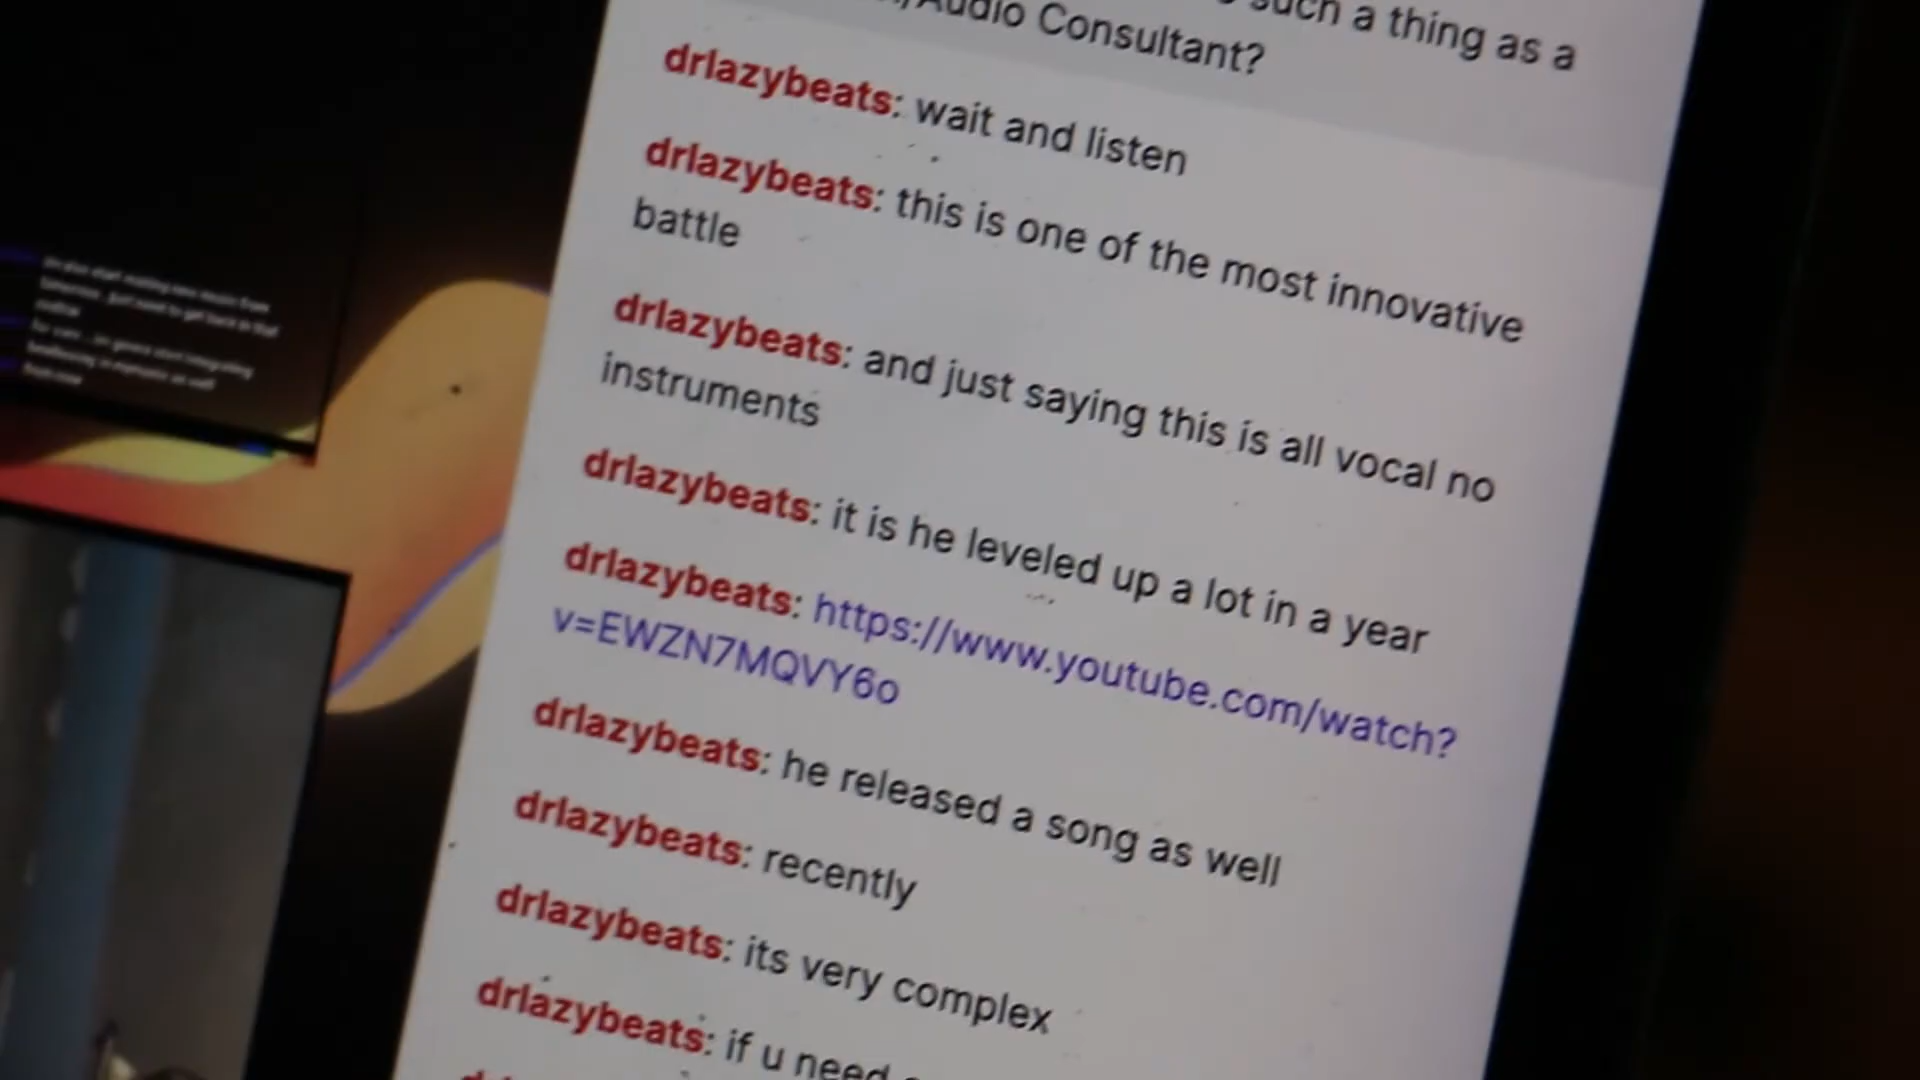 such a thing as a
/Audio Consultant?
drlazybeats: wait and listen
drlazybeats: this is one of the most innovative
battle
drlazybeats: and just saying this is all vocal no
instruments
drlazybeats: it is he leveled up a lot in a year
drlazybeats: https://www.youtube.com/watch?
v=EWZN7MQVY6o
drlazybeats: he released a song as well
drlazybeats: recently
drlazybeats: its very complex
drlazybeats: if u need